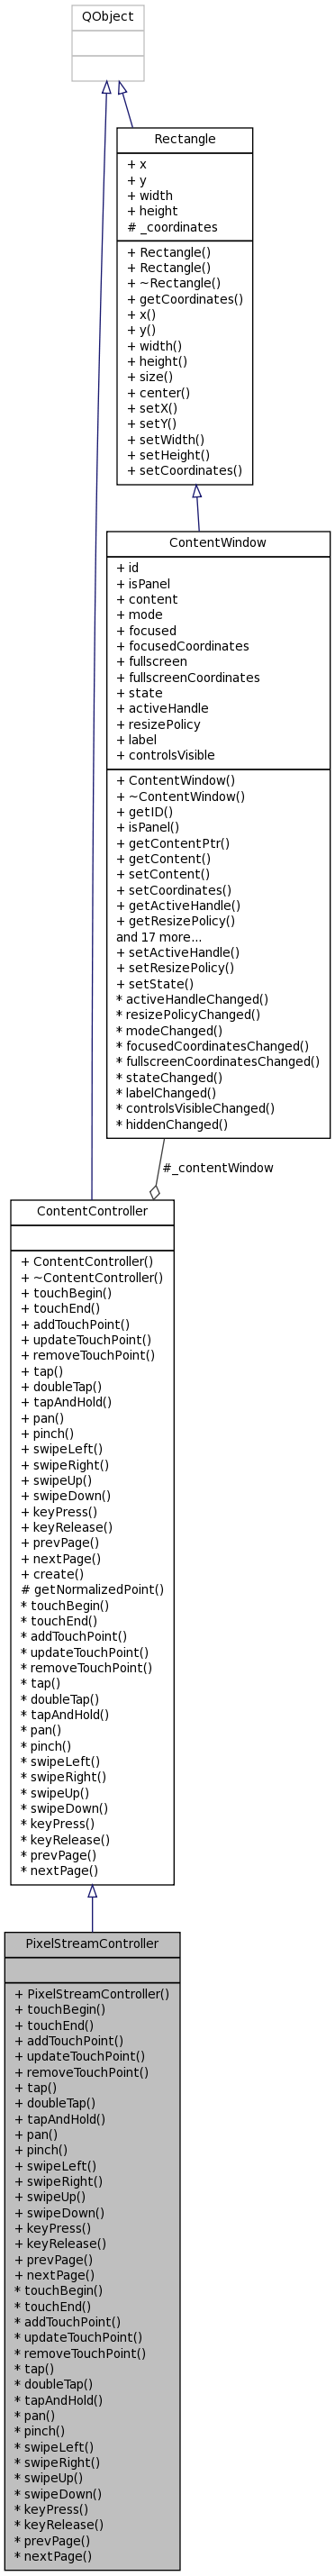 QObject
Rectangle
+ x
+ y
+ width
+ height
# _coordinates
+ Rectangle()
+ Rectangle()
+ ~Rectangle()
+ getCoordinates()
+ x()
+ y()
+ width()
+ height()
+ size()
+ center()
+ setX()
+ setY()
+ setWidth()
+ setHeight()
+ setCoordinates()
ContentWindow
+ id
+ isPanel
+ content
+ mode
+ focused
+ focusedCoordinates
+ fullscreen
+ fullscreenCoordinates
+ state
+ activeHandle
+ resizePolicy
+ label
+ controlsVisible
+ ContentWindow()
+ ~ContentWindow()
+ getID()
+ isPanel()
+ getContentPtr()
+ getContent()
+ setContent()
+ setCoordinates()
+ getActiveHandle()
+ getResizePolicy()
and 17 more...
+ setActiveHandle()
+ setResizePolicy()
+ setState()
* activeHandleChanged()
* resizePolicyChanged()
* modeChanged()
* focusedCoordinatesChanged()
* fullscreenCoordinatesChanged()
* stateChanged()
* labelChanged()
* controlsVisibleChanged()
* hiddenChanged()
#_contentWindow
ContentController
+ ContentController()
+ ~ContentController()
+ touchBegin()
+ touchEnd()
+ addTouchPoint()
+ updateTouchPoint()
+ removeTouchPoint()
+ tap()
+ doubleTap()
+ tapAndHold()
+ pan()
+ pinch()
+ swipeLeft()
+ swipeRight()
+ swipeUp()
+ swipeDown()
+ keyPress()
+ keyRelease()
+ prevPage()
+ nextPage()
+ create()
# getNormalizedPoint()
* touchBegin()
* touchEnd()
* addTouchPoint()
* updateTouchPoint()
* removeTouchPoint()
* tap()
* doubleTap()
* tapAndHold()
* pan()
* pinch()
* swipeLeft()
* swipeRight()
* swipeUp()
* swipeDown()
* keyPress()
* keyRelease()
* prevPage()
* nextPage()
PixelStreamController
+ PixelStreamController()
+ touchBegin()
+ touchEnd()
+ addTouchPoint()
+ updateTouchPoint()
+ removeTouchPoint()
+ tap()
+ doubleTap()
+ tapAndHold()
+ pan()
+ pinch()
+ swipeLeft()
+ swipeRight()
+ swipeUp()
+ swipeDown()
+ keyPress()
+ keyRelease()
+ prevPage()
+ nextPage()
* touchBegin()
* touchEnd()
* addTouchPoint()
* updateTouchPoint()
* removeTouchPoint()
* tap()
* doubleTap()
* tapAndHold()
* pan()
* pinch()
* swipeLeft()
* swipeRight()
* swipeUp()
* swipeDown()
* keyPress()
* keyRelease()
* prevPage()
* nextPage()